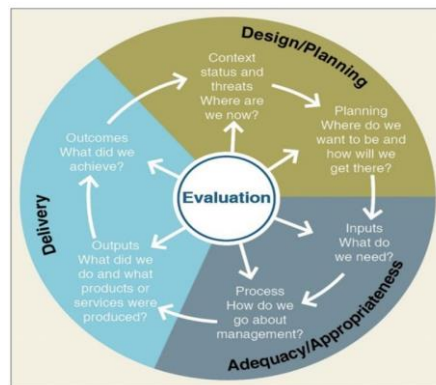 Design/Planning
Context
status and
threats
Where are
we now?
Planning
Where do we
want to be and
how will we
get there?
Inputs
What do
we need?
Adequacy/Appropriateness
Process
How do we
go about
management?
Outputs
What did we
do and what
products or
services were
produced?
Delivery
Outcomes
What did we
achieve?
Evaluation